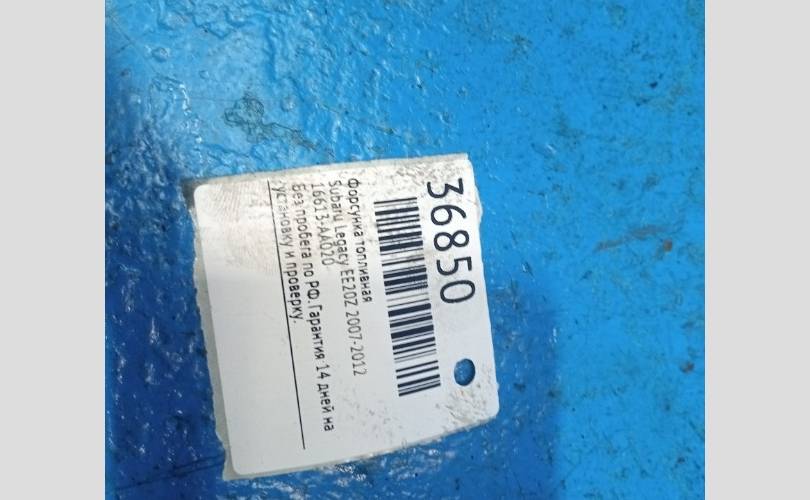 36850
Форсунка топливная
Subaru Legacy EE20Z 2007-2012
16613-AA020
Без пробега по РФ.Гарантия 14 дней на
установку и проверку.